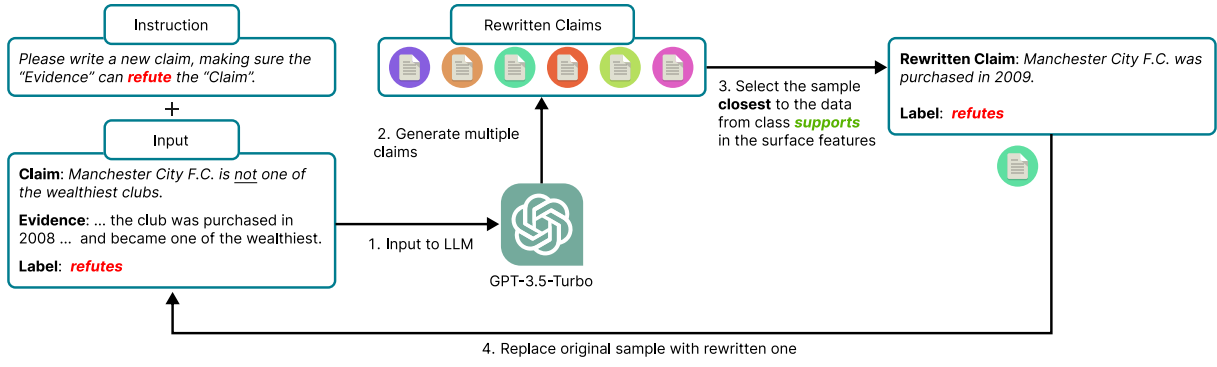 Instruction
Please write a new claim, making sure the
“Evidence” can refute the “Claim”.
+
Input
Claim: Manchester City F.C. is not one of
the wealthiest clubs.
Evidence: ... the club was purchased in
2008 ... and became one of the wealthiest.
Label: refutes
1. Input to LLM
GPT-3.5-Turbo
2. Generate multiple
claims
Rewritten Claims
3. Select the sample
closest to the data
from class supports
in the surface features
Rewritten Claim: Manchester City F.C. was
purchased in 2009.
Label: refutes
4. Replace original sample with rewritten one